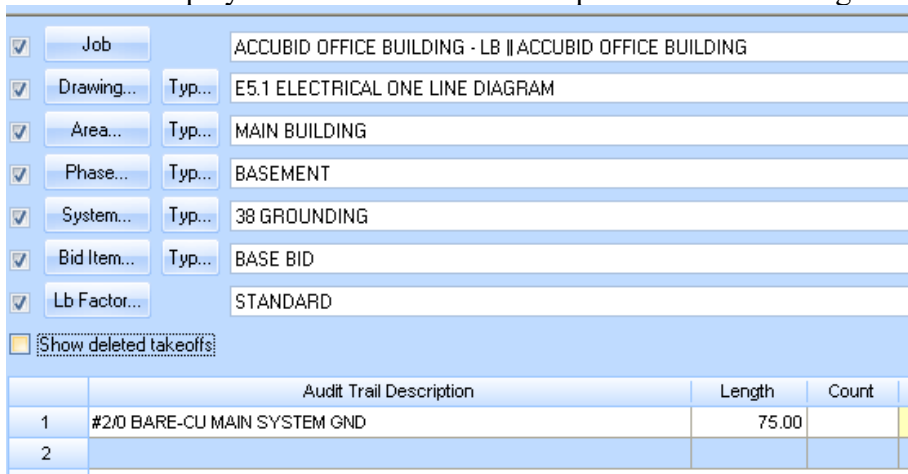 Job ACCUBID OFFICE BUILDING - LB || ACCUBID OFFICE BUILDING
Drawing... Typ... E5.1 ELECTRICAL ONE LINE DIAGRAM
Area... Typ... MAIN BUILDING
Phase... Typ... BASEMENT
System... Typ... 38 GROUNDING
Bid Item... Typ... BASE BID
Lb Factor... STANDARD
Show deleted takeoffs
Audit Trail Description Length Count
1 #2/0 BARE-CU MAIN SYSTEM GND 75.00
2